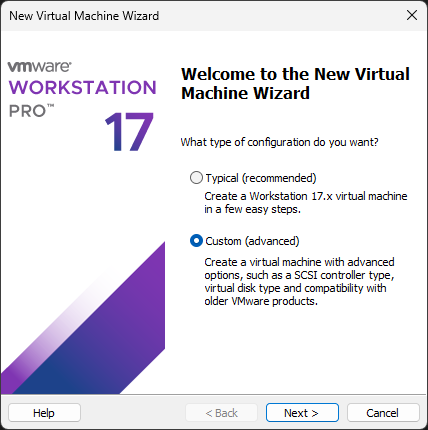 New Virtual Machine Wizard
vmware®
WORKSTATION
PRO™
17
Welcome to the New Virtual
Machine Wizard
What type of configuration do you want?
Typical (recommended)
Create a Workstation 17.x virtual machine
in a few easy steps.
Custom (advanced)
Create a virtual machine with advanced
options, such as a SCSI controller type,
virtual disk type and compatibility with
older VMware products.
Help
< Back
Next >
Cancel